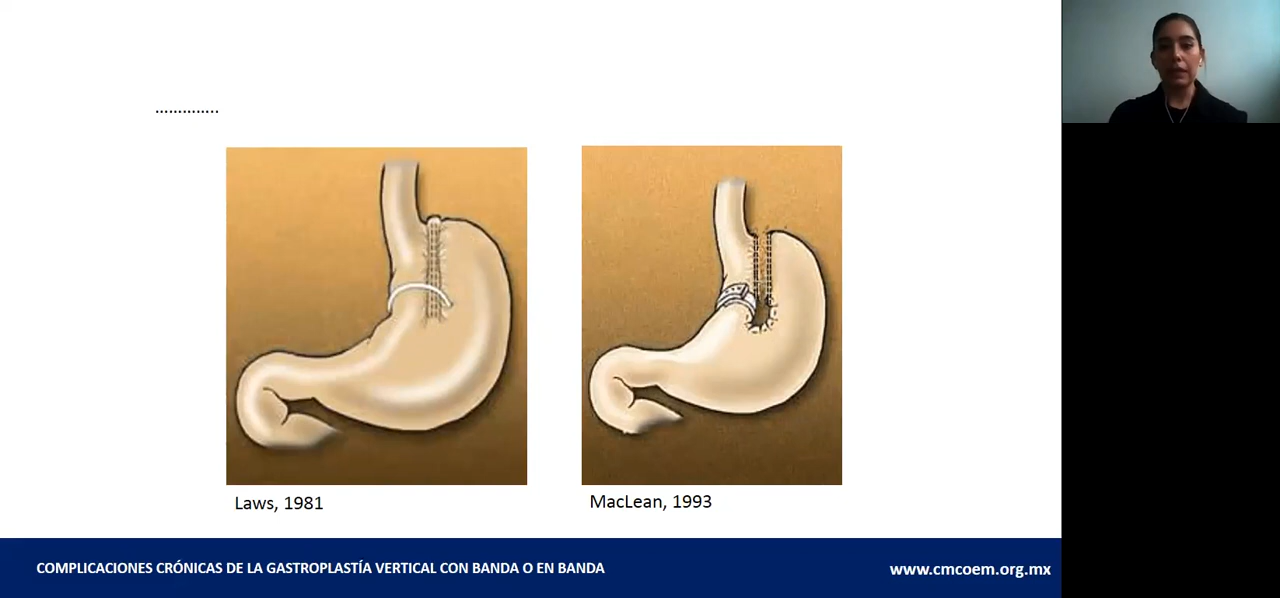 …………..
Laws, 1981
MacLean, 1993
COMPLICACIONES CRÓNICAS DE LA GASTROPLASTÍA VERTICAL CON BANDA O EN BANDA
www.cmcoem.org.mx